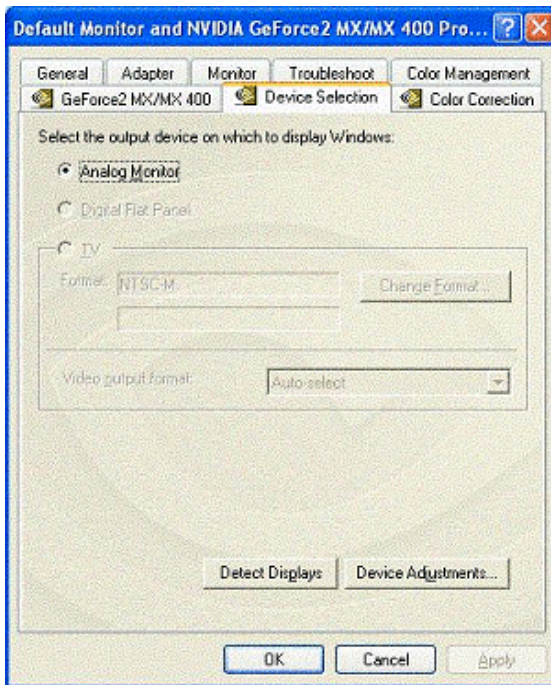 Default Monitor and NVIDIA GeForce2 MX/MX 400 Pro...
General Adapter Monitor Troubleshoot Color Management
GeForce2 MX/MX 400 Device Selection Color Correction
Select the output device on which to display Windows:
Analog Monitor
Digital Flat Panel
TV
Format: NTSC-M Change Format...
Video output format: Auto-select
Detect Displays Device Adjustments...
OK Cancel Apply